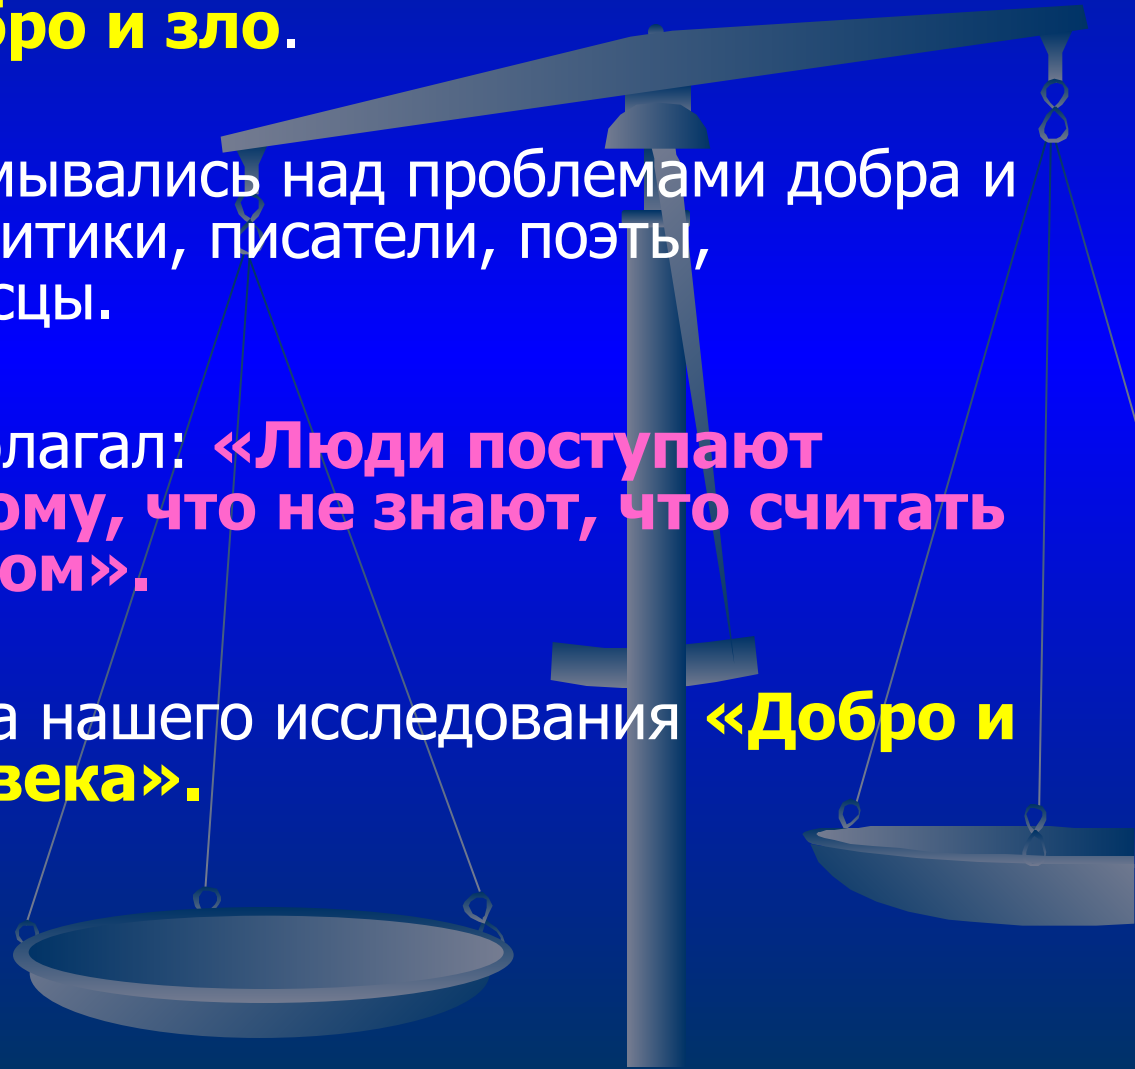 бро и зло.
мывались над проблемами добра и
итики, писатели, поэты,
сцы.
лагал: «Люди поступают
ому, что не знают, что считать
ом».
а нашего исследования «Добро и
века».